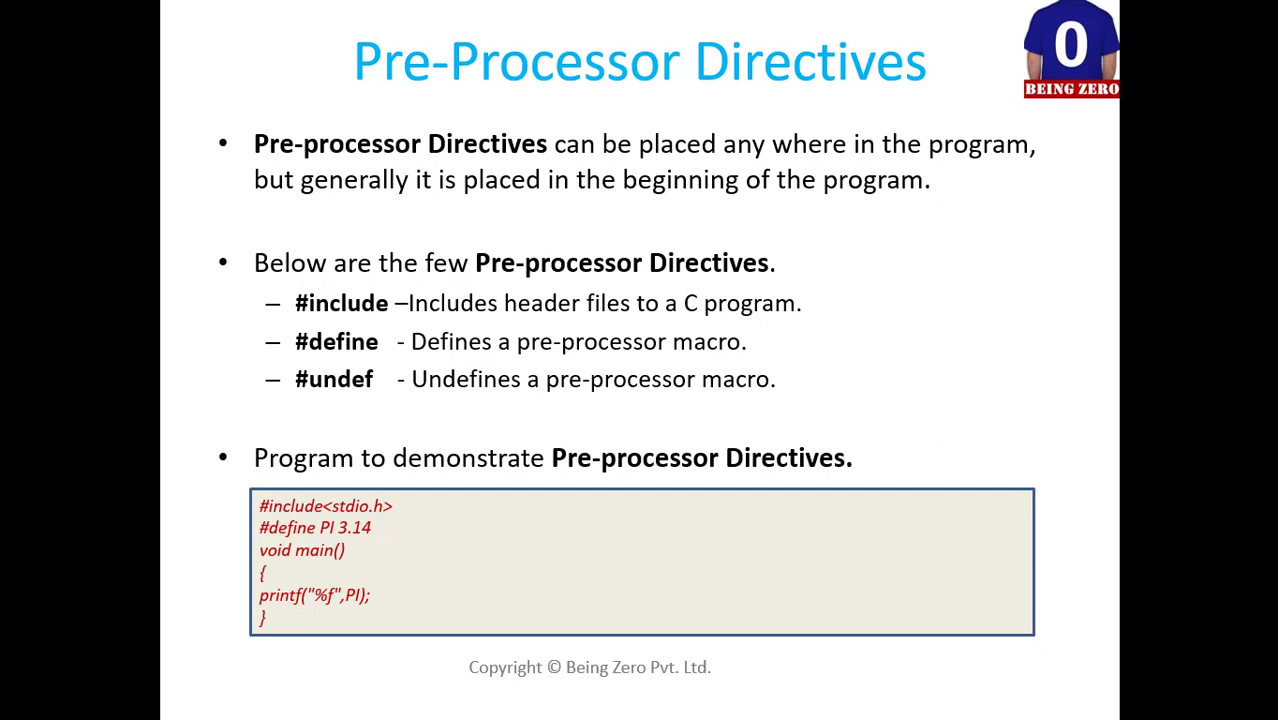 Pre-Processor Directives
0
BEING ZERO
• Pre-processor Directives can be placed any where in the program,
but generally it is placed in the beginning of the program.
• Below are the few Pre-processor Directives.
– #include –Includes header files to a C program.
– #define - Defines a pre-processor macro.
– #undef - Undefines a pre-processor macro.
• Program to demonstrate Pre-processor Directives.
#include<stdio.h>
#define PI 3.14
void main()
{
printf("%f",PI);
}
Copyright © Being Zero Pvt. Ltd.